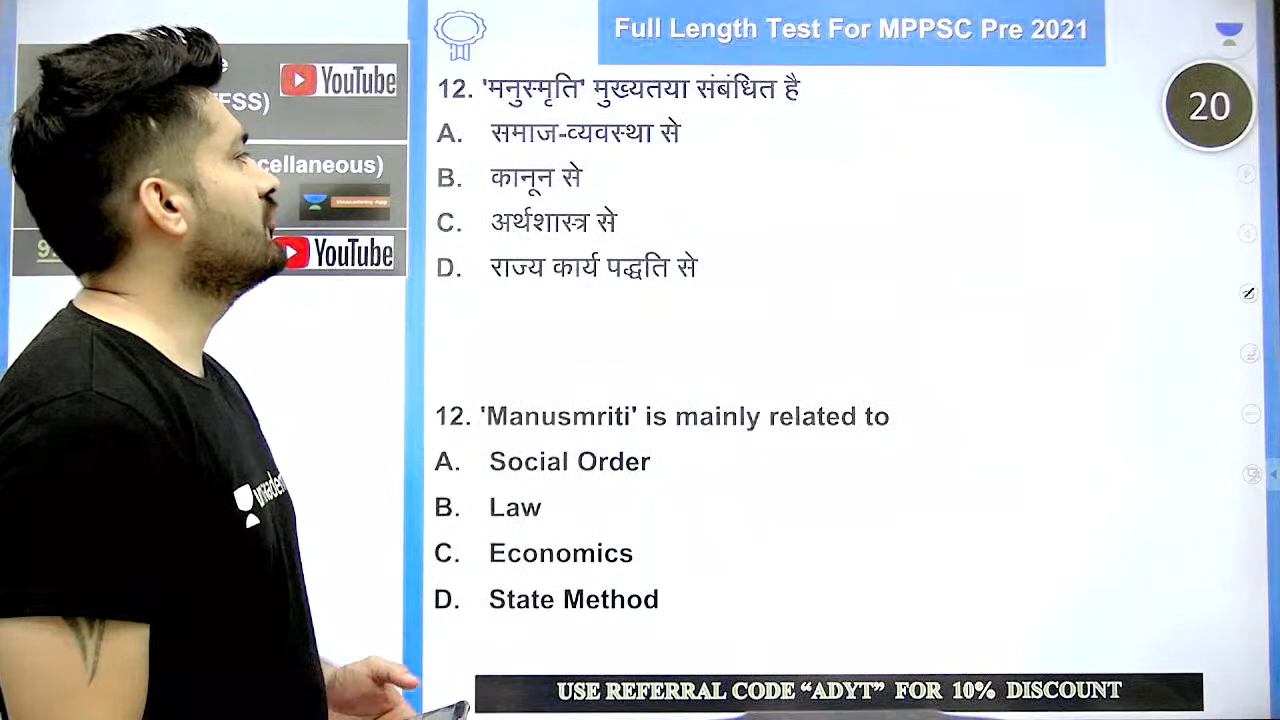 Full Length Test For MPPSC Pre 2021
YouTube
YouTube
20
12. 'मनुस्मृति' मुख्यतया संबंधित है
A. समाज-व्यवस्था से
B. कानून से
C. अर्थशास्त्र से
D. राज्य कार्य पद्धति से
12. 'Manusmriti' is mainly related to
A. Social Order
B. Law
C. Economics
D. State Method
USE REFERRAL CODE “ADYT” FOR 10% DISCOUNT